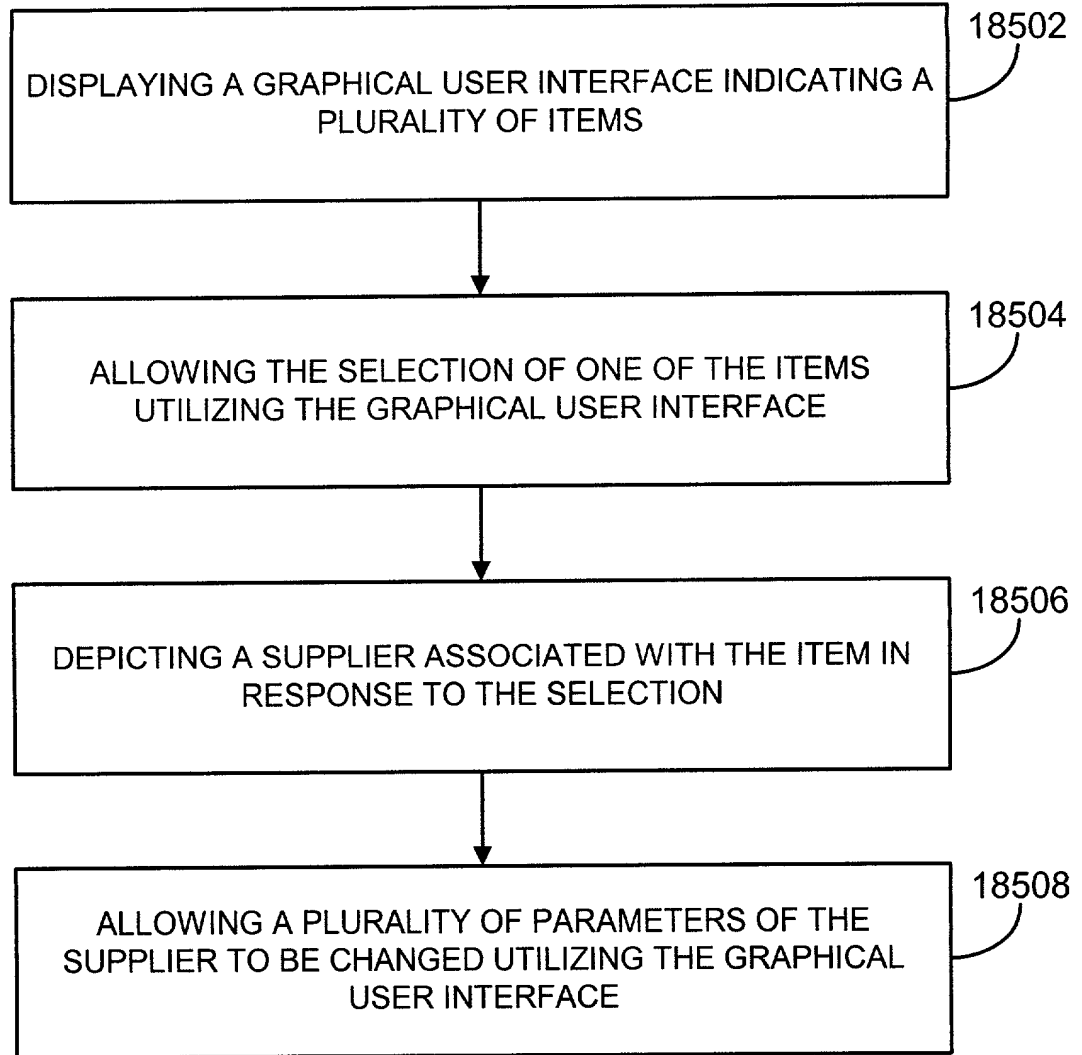 18502
DISPLAYING A GRAPHICAL USER INTERFACE INDICATING A
PLURALITY OF ITEMS
18504
ALLOWING THE SELECTION OF ONE OF THE ITEMS
UTILIZING THE GRAPHICAL USER INTERFACE
18506
DEPICTING A SUPPLIER ASSOCIATED WITH THE ITEM IN
RESPONSE TO THE SELECTION
18508
ALLOWING A PLURALITY OF PARAMETERS OF THE
SUPPLIER TO BE CHANGED UTILIZING THE GRAPHICAL
USER INTERFACE